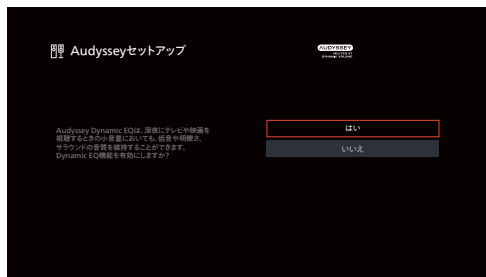 Audysseyセットアップ
AUDYSSEY
MULTEQ XT
DYNAMIC VOLUME
Audyssey Dynamic EQは、深夜にテレビや映画を
視聴するときの小音量においても、低音や明瞭さ、
サラウンドの音質を維持することができます。
Dynamic EQ機能を有効にしますか?
はい
いいえ